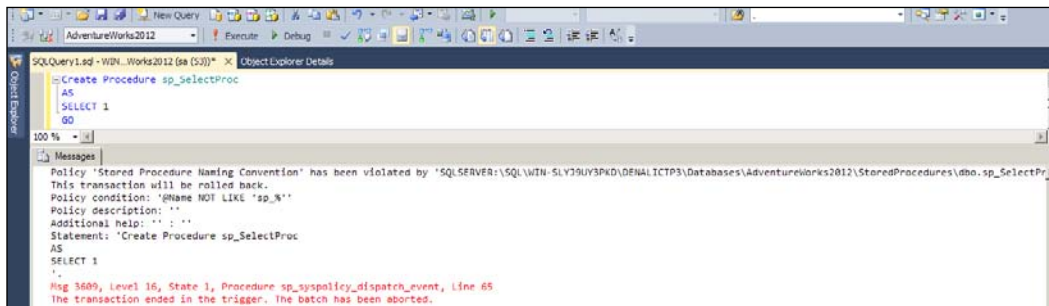 New Query
AdventureWorks2012
Execute
Debug
SQLQuery1.sql - WIN...Works2012 (sa (53))*
Object Explorer Details
Object Explorer
Create Procedure sp_SelectProc
AS
SELECT 1
GO
100 %
Messages
Policy 'Stored Procedure Naming Convention' has been violated by 'SQLSERVER:\SQL\WIN-SLYJ9UY3PKD\DENALICTP3\Databases\AdventureWorks2012\StoredProcedures\dbo.sp_SelectPr
This transaction will be rolled back.
Policy condition: '@Name NOT LIKE 'sp_%''
Policy description: ''
Additional help: '' : ''
Statement: 'Create Procedure sp_SelectProc
AS
SELECT 1
'.
Msg 3609, Level 16, State 1, Procedure sp_syspolicy_dispatch_event, Line 65
The transaction ended in the trigger. The batch has been aborted.